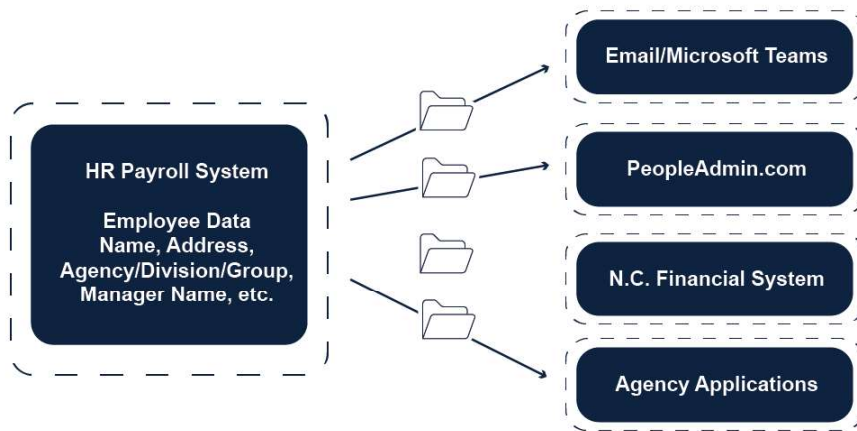 HR Payroll System
Employee Data
Name, Address,
Agency/Division/Group,
Manager Name, etc.
Email/Microsoft Teams
PeopleAdmin.com
N.C. Financial System
Agency Applications